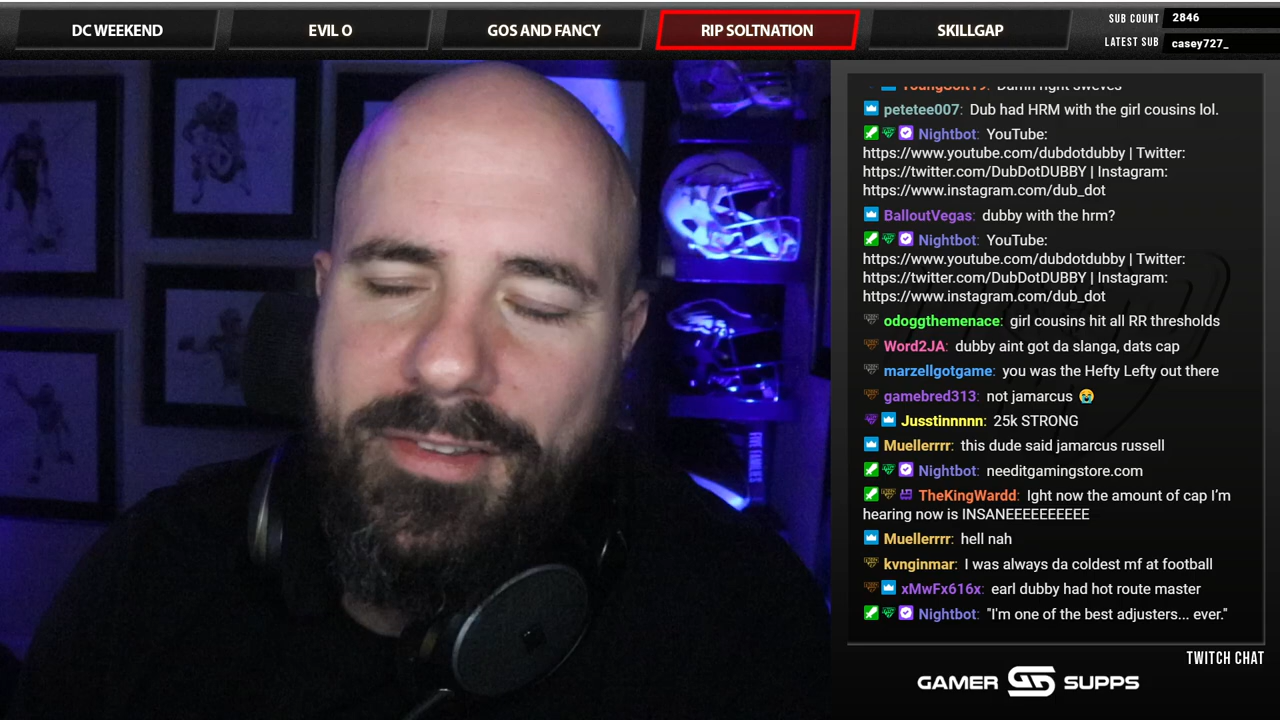 DC WEEKEND
EVIL O
GOS AND FANCY
RIP SOLTNATION
SKILLGAP
SUB COUNT 2846
LATEST SUB casey727_
petetee007: Dub had HRM with the girl cousins lol.
Nightbot: YouTube:
https://www.youtube.com/dubdotdubby | Twitter:
https://twitter.com/DubDotDUBBY | Instagram:
https://www.instagram.com/dub_dot
BalloutVegas: dubby with the hrm?
Nightbot: YouTube:
https://www.youtube.com/dubdotdubby | Twitter:
https://twitter.com/DubDotDUBBY | Instagram:
https://www.instagram.com/dub_dot
odoggthemenace: girl cousins hit all RR thresholds
Word2JA: dubby aint got da slanga, dats cap
marzellgotgame: you was the Hefty Lefty out there
gamebred313: not jamarcus 😭
Jusstinnnnn: 25k STRONG
Muellerrrr: this dude said jamarcus russell
Nightbot: needitgamingstore.com
TheKingWardd: Ight now the amount of cap I’m
hearing now is INSANEEEEEEEEEE
Muellerrrr: hell nah
kvnginmar: I was always da coldest mf at football
xMwFx616x: earl dubby had hot route master
Nightbot: "I'm one of the best adjusters... ever."
TWITCH CHAT
GAMER SUPPS
FIVE FAMILIES